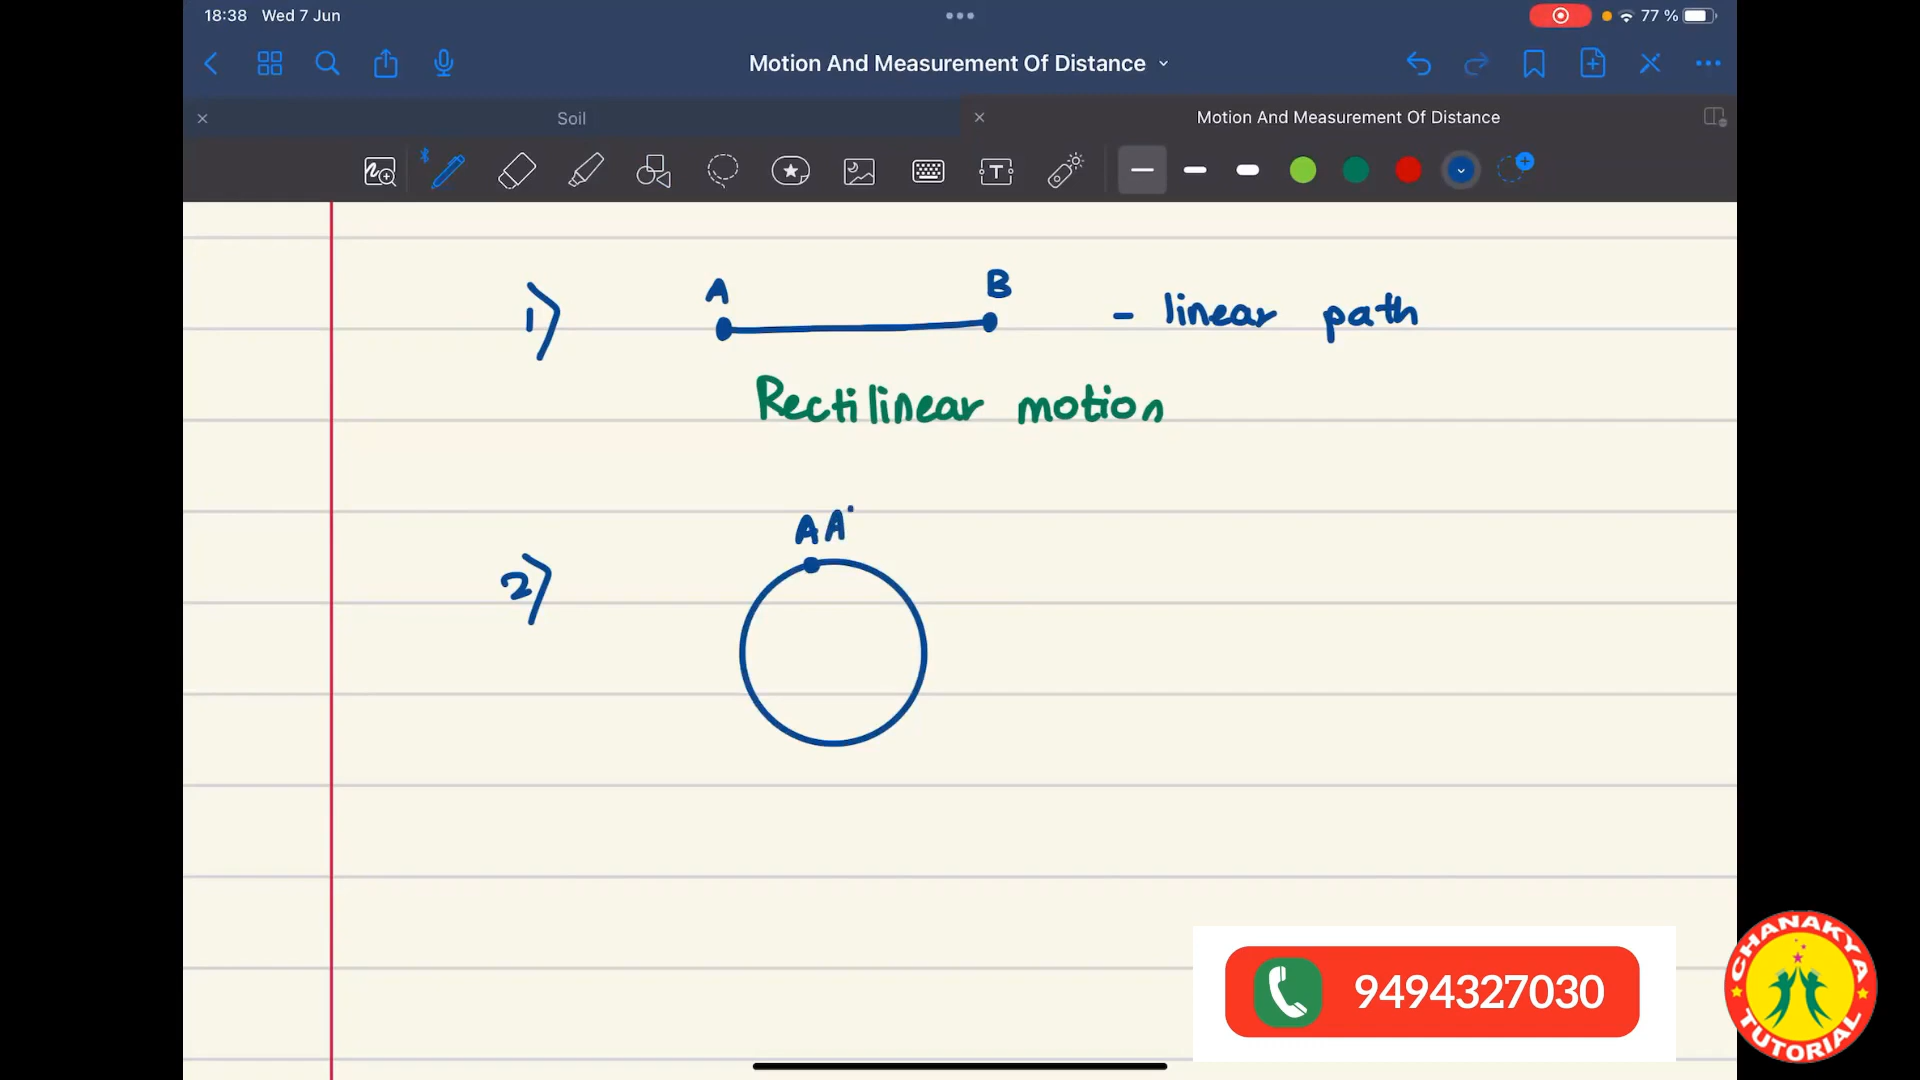 18:38 Wed 7 Jun
77 %
Motion And Measurement Of Distance
Soil
Motion And Measurement Of Distance
T
1)
A B
- linear path
Rectilinear motion
2)
A A'
9494327030
CHANAKYA
TUTORIAL